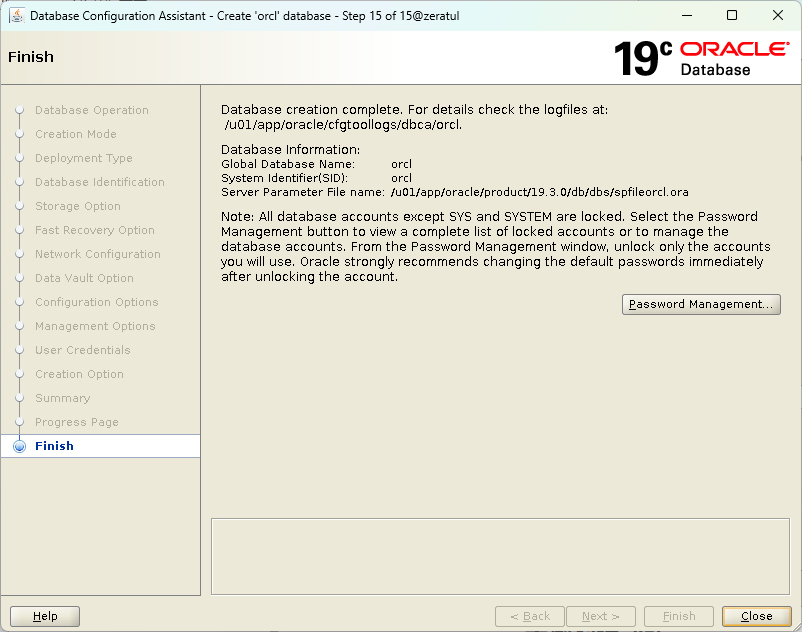 Database Configuration Assistant - Create 'orcl' database - Step 15 of 15@zeratul
Finish
19c ORACLE
Database
Database Operation
Creation Mode
Deployment Type
Database Identification
Storage Option
Fast Recovery Option
Network Configuration
Data Vault Option
Configuration Options
Management Options
User Credentials
Creation Option
Summary
Progress Page
Finish
Database creation complete. For details check the logfiles at:
/u01/app/oracle/cfgtoollogs/dbca/orcl.
Database Information:
Global Database Name: orcl
System Identifier(SID): orcl
Server Parameter File name: /u01/app/oracle/product/19.3.0/db/dbs/spfileorcl.ora
Note: All database accounts except SYS and SYSTEM are locked. Select the Password
Management button to view a complete list of locked accounts or to manage the
database accounts. From the Password Management window, unlock only the accounts
you will use. Oracle strongly recommends changing the default passwords immediately
after unlocking the account.
Password Management...
Help
< Back
Next >
Finish
Close